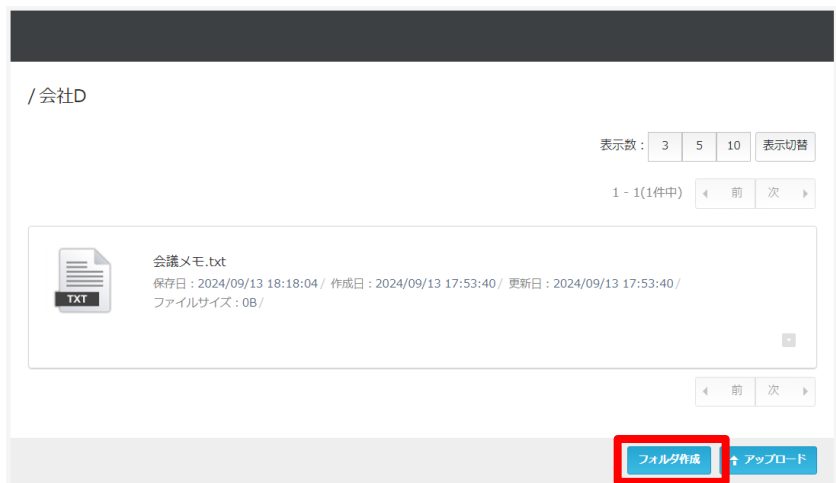 /会社D
表示数： 3 5 10 表示切替
1 - 1(1件中) 前 次
会議メモ.txt
TXT
保存日：2024/09/13 18:18:04/ 作成日：2024/09/13 17:53:40/ 更新日：2024/09/13 17:53:40/
ファイルサイズ：0B/
前 次
フォルダ作成 アップロード